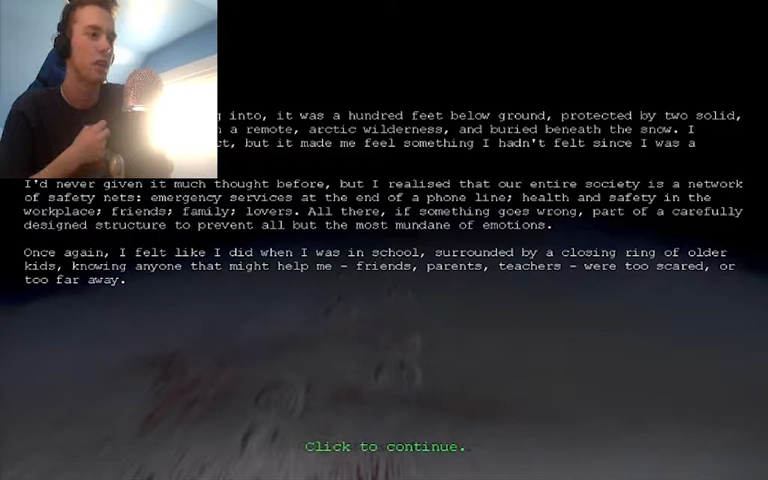 into, it was a hundred feet below ground, protected by two solid,
a remote, arctic wilderness, and buried beneath the snow. I
but it made me feel something I hadn't felt since I was a
I'd never given it much thought before, but I realised that our entire society is a network
of safety nets: emergency services at the end of a phone line; health and safety in the
workplace; friends; family; lovers. All there, if something goes wrong, part of a carefully
designed structure to prevent all but the most mundane of emotions.
Once again, I felt like I did when I was in school, surrounded by a closing ring of older
kids, knowing anyone that might help me - friends, parents, teachers - were too scared, or
too far away.
Click to continue.